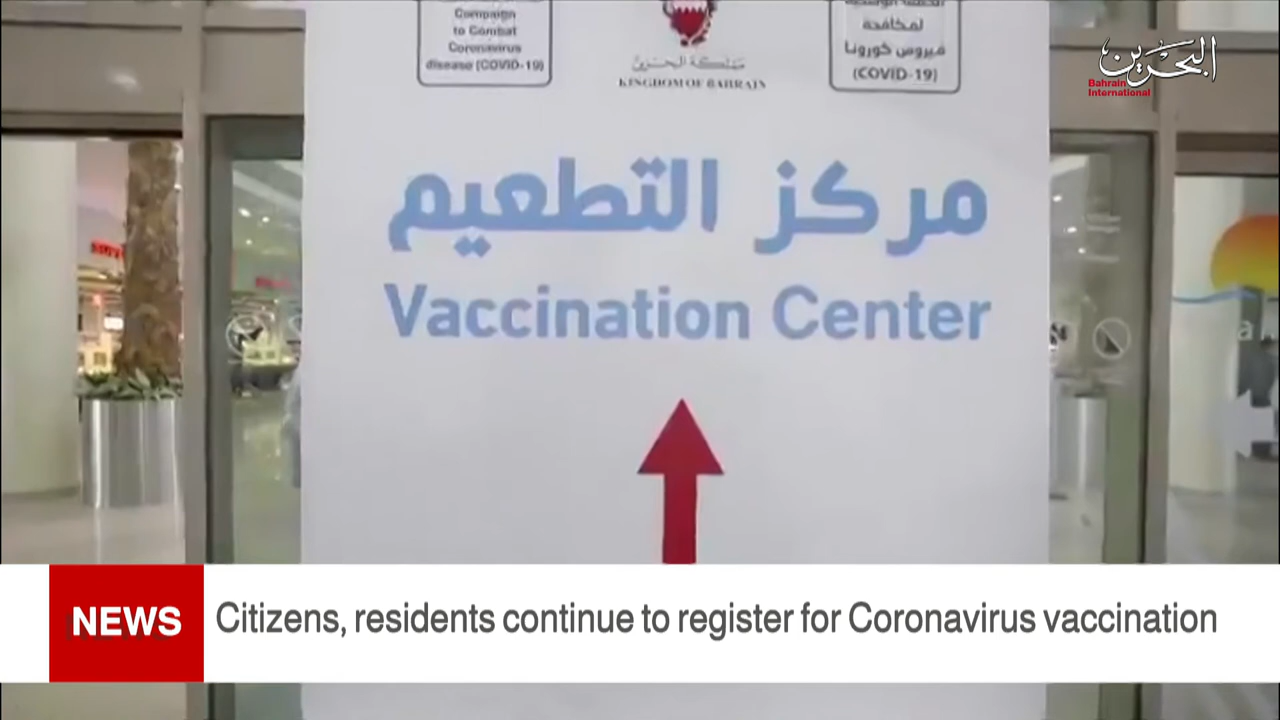 Campaign
to Combat
Coronavirus
disease (COVID-19)
مملكة البحرين
KINGDOM OF BAHRAIN
لمكافحة
فيروس كورونا
(COVID-19)
البحرين
Bahrain
International
مركز التطعيم
Vaccination Center
NEWS
Citizens, residents continue to register for Coronavirus vaccination